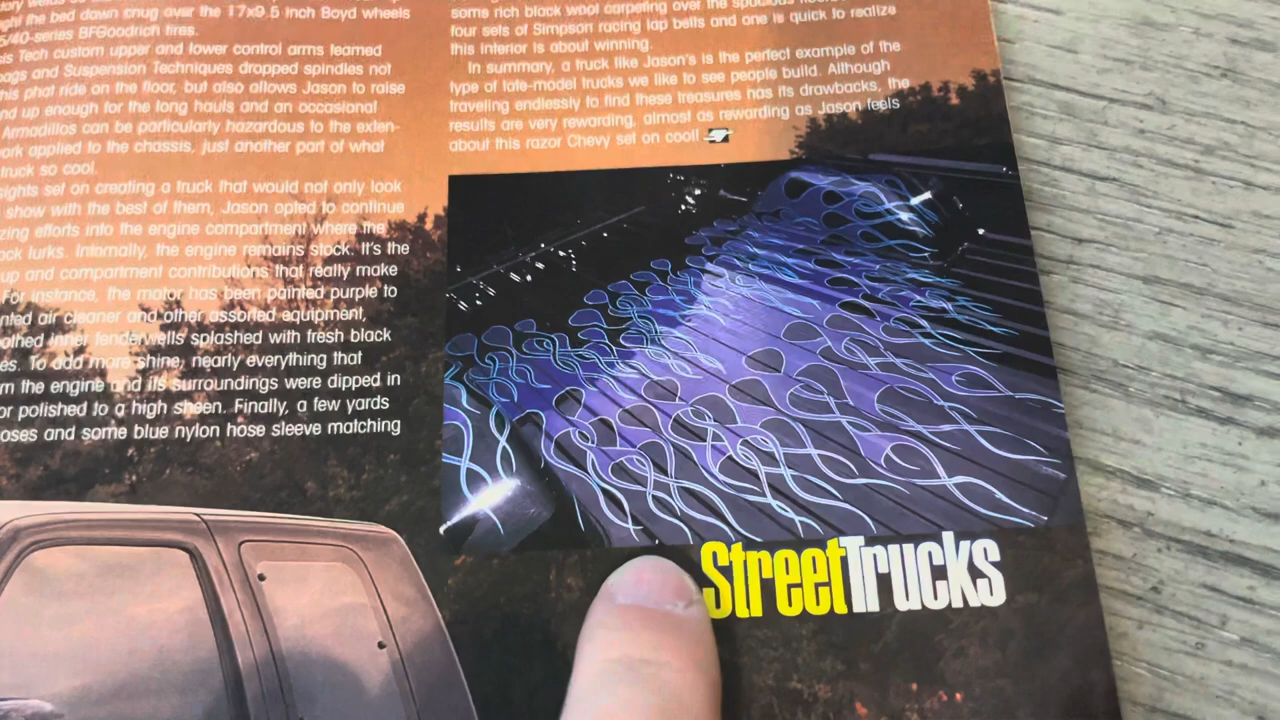 ght the bed down snug over the 17x9.5 inch Boyd wheels
5/40-series BFGoodrich tires.
is Tech custom upper and lower control arms teamed
bags and Suspension Techniques dropped spindles not
his phat ride on the floor, but also allows Jason to raise
nd up enough for the long hauls and an occasional
Armadillos can be particularly hazardous to the exten-
ork applied to the chassis, just another part of what
truck so cool.
sights set on creating a truck that would not only look
show with the best of them, Jason opted to continue
zing efforts into the engine compartment where the
ock lurks. Internally, the engine remains stock. It's the
up and compartment contributions that really make
For instance, the motor has been painted purple to
nted air cleaner and other assorted equipment,
oothed inner fenderwells splashed with fresh black
es. To add more shine, nearly everything that
m the engine and its surroundings were dipped in
or polished to a high sheen. Finally, a few yards
oses and some blue nylon hose sleeve matching
some rich black wool carpeting over the
four sets of Simpson racing lap belts and one is quick to realize
this interior is about winning.
In summary, a truck like Jason's is the perfect example of the
type of late-model trucks we like to see people build. Although
traveling endlessly to find these treasures has its drawbacks, the
results are very rewarding, almost as rewarding as Jason feels
about this razor Chevy set on cool!
StreetTrucks